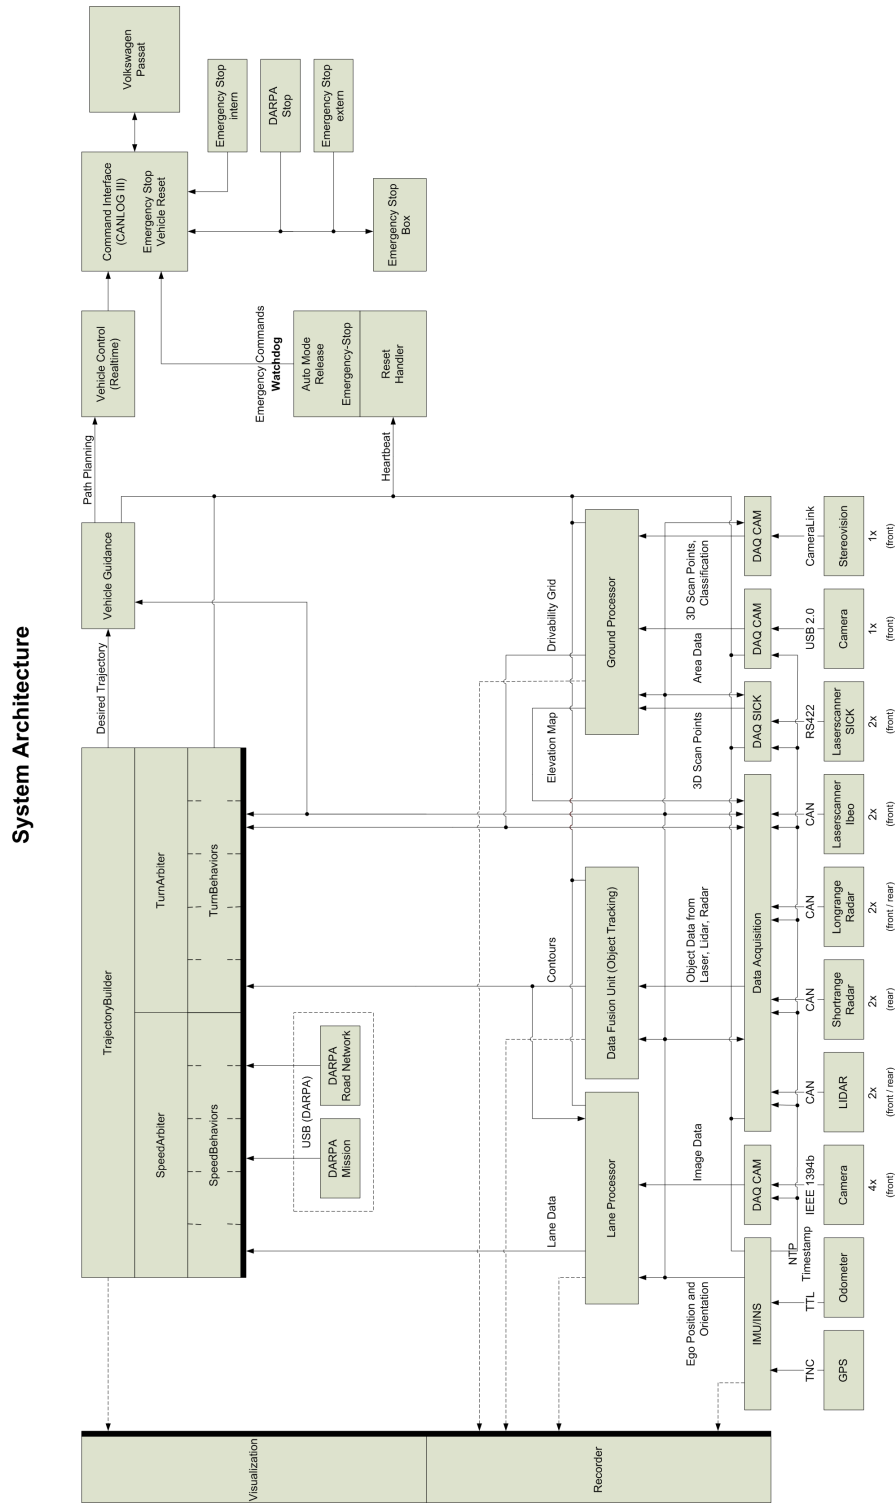 System Architecture
Visualization
Recorder
TrajectoryBuilder
SpeedArbiter
TurnArbiter
SpeedBehaviors
TurnBehaviors
USB (DARPA)
DARPA
Mission
DARPA
Road Network
Desired Trajectory
Vehicle Guidance
Path Planning
Vehicle Control
(Realtime)
Command Interface
(CANLOG III)
Emergency Stop
Vehicle Reset
Volkswagen
Passat
Emergency Stop
intern
DARPA
Stop
Emergency Stop
extern
Emergency Stop
Box
Emergency Commands
Watchdog
Auto Mode
Release
Emergency-Stop
Reset
Handler
Heartbeat
Lane Data
Contours
Elevation Map
Drivability Grid
Lane Processor
Data Fusion Unit (Object Tracking)
Ground Processor
Ego Position and
Orientation
Image Data
Object Data from
Laser, Lidar, Radar
3D Scan Points
Area Data
3D Scan Points,
Classification
IMU/INS
DAQ CAM
Data Acquisition
DAQ SICK
DAQ CAM
DAQ CAM
NTP
Timestamp
TNC
TTL
IEEE 1394b
CAN
CAN
CAN
CAN
RS422
USB 2.0
CameraLink
GPS
Odometer
Camera
LIDAR
Shortrange
Radar
Longrange
Radar
Laserscanner
Ibeo
Laserscanner
SICK
Camera
Stereovision
4x
2x
2x
2x
2x
2x
1x
1x
(front)
(front / rear)
(rear)
(front / rear)
(front)
(front)
(front)
(front)